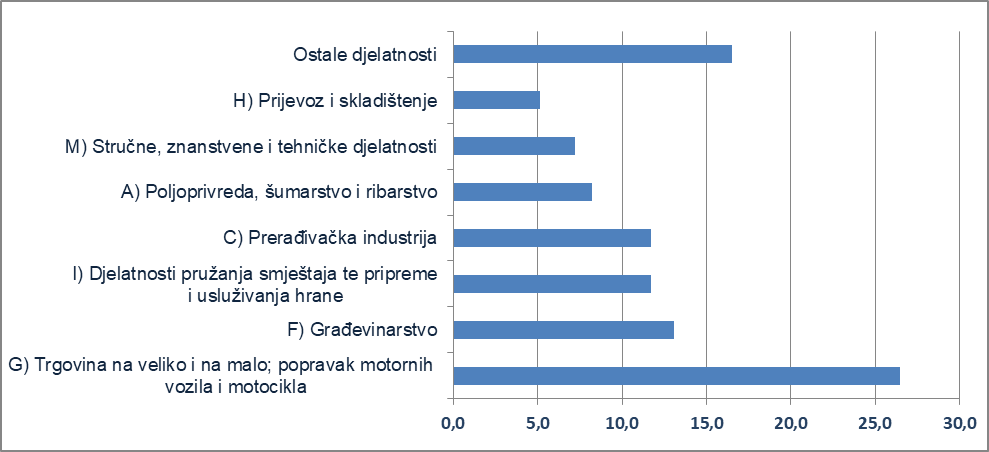 Ostale djelatnosti
H) Prijevoz i skladištenje
M) Stručne, znanstvene i tehničke djelatnosti
A) Poljoprivreda, šumarstvo i ribarstvo
C) Prerađivačka industrija
I) Djelatnosti pružanja smještaja te pripreme
i usluživanja hrane
F) Građevinarstvo
G) Trgovina na veliko i na malo; popravak motornih
vozila i motocikla
0,0 5,0 10,0 15,0 20,0 25,0 30,0